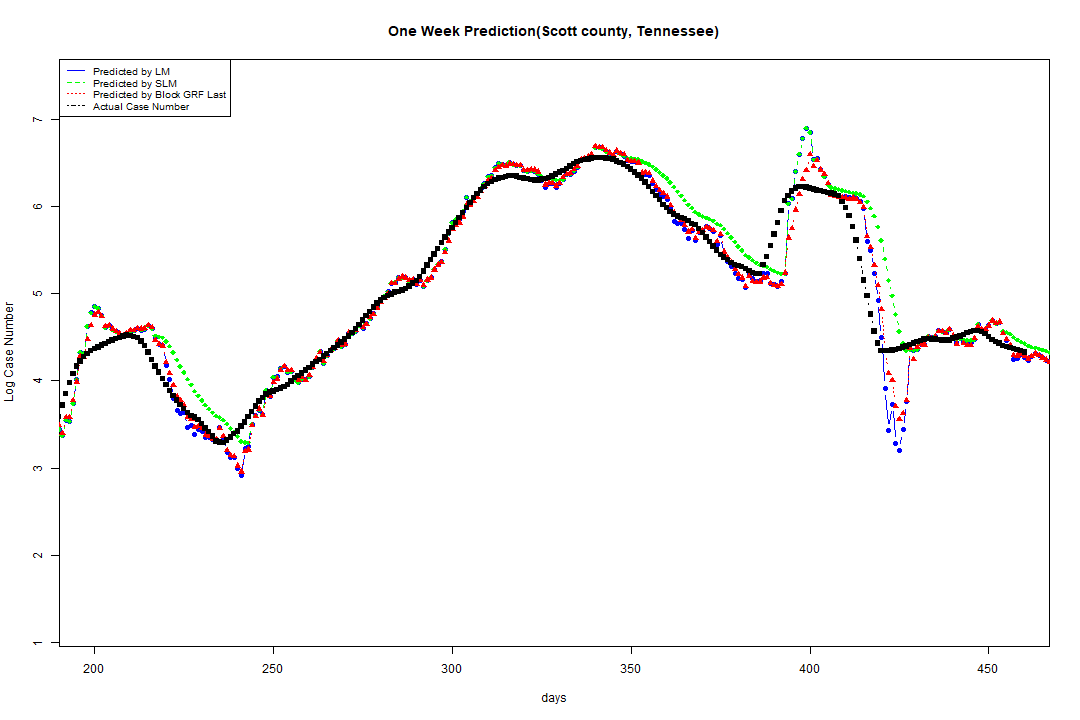 One Week Prediction(Scott county, Tennessee)
Predicted by LM
Predicted by SLM
Predicted by Block GRF Last
Actual Case Number
Log Case Number
7
6
5
4
3
2
1
200 250 300 350 400 450
days